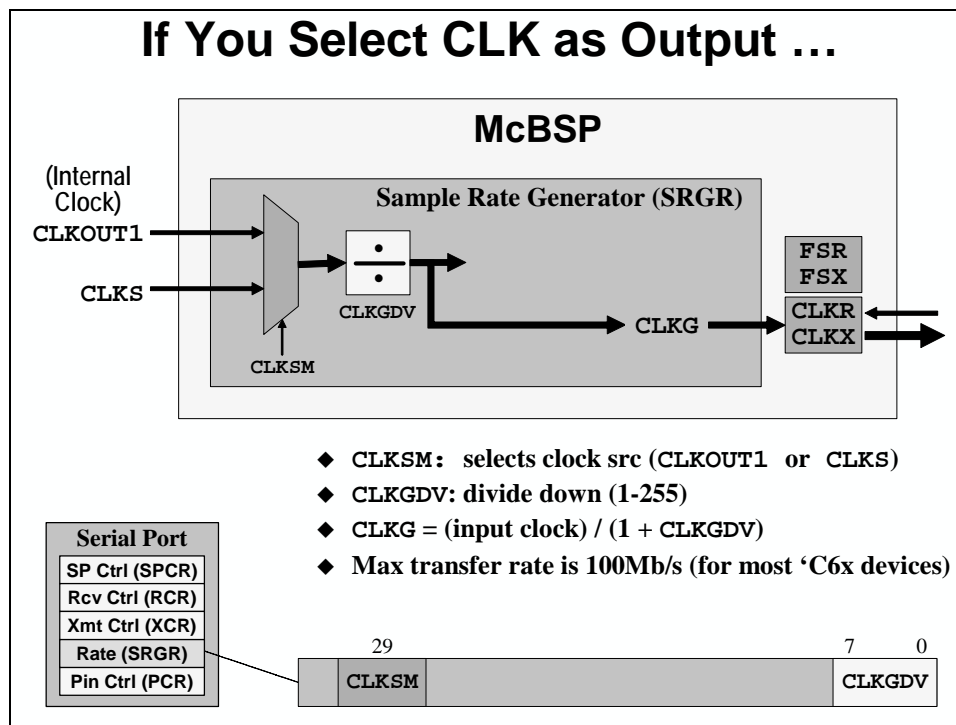 If You Select CLK as Output …
McBSP
(Internal
Clock)
CLKOUT1
CLKS
Sample Rate Generator (SRGR)
CLKGDV
CLKSM
CLKG
FSR
FSX
CLKR
CLKX
◆ CLKSM: selects clock src (CLKOUT1 or CLKS)
◆ CLKGDV: divide down (1-255)
◆ CLKG = (input clock) / (1 + CLKGDV)
◆ Max transfer rate is 100Mb/s (for most ‘C6x devices)
Serial Port
SP Ctrl (SPCR)
Rcv Ctrl (RCR)
Xmt Ctrl (XCR)
Rate (SRGR)
Pin Ctrl (PCR)
29 7 0
CLKSM CLKGDV